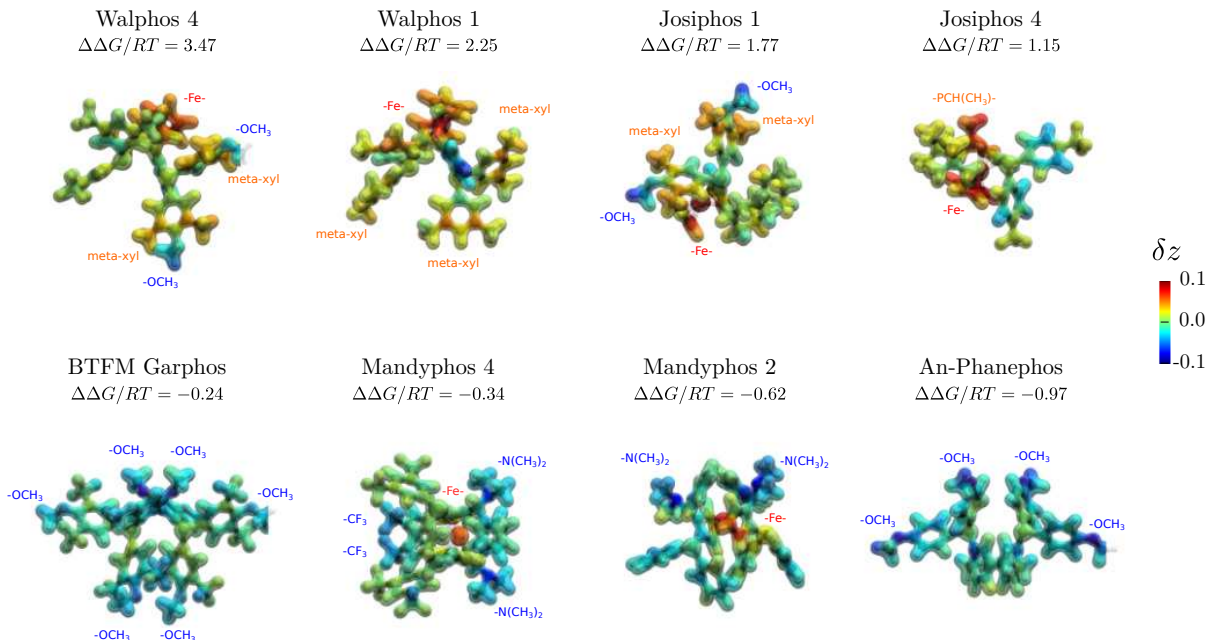 Walphos 4
ΔΔG/RT = 3.47
-Fe-
-OCH₃
meta-xyl
meta-xyl
-OCH₃
Walphos 1
ΔΔG/RT = 2.25
-Fe-
meta-xyl
meta-xyl
meta-xyl
Josiphos 1
ΔΔG/RT = 1.77
-OCH₃
meta-xyl
meta-xyl
-OCH₃
-Fe-
Josiphos 4
ΔΔG/RT = 1.15
-PCH(CH₃)-
-Fe-
δz
0.1
0.0
-0.1
BTFM Garphos
ΔΔG/RT = −0.24
-OCH₃
-OCH₃
-OCH₃
-OCH₃
-OCH₃
-OCH₃
Mandyphos 4
ΔΔG/RT = −0.34
-N(CH₃)₂
-Fe-
-CF₃
-CF₃
-N(CH₃)₂
Mandyphos 2
ΔΔG/RT = −0.62
-N(CH₃)₂
-N(CH₃)₂
-Fe-
An-Phanephos
ΔΔG/RT = −0.97
-OCH₃
-OCH₃
-OCH₃
-OCH₃